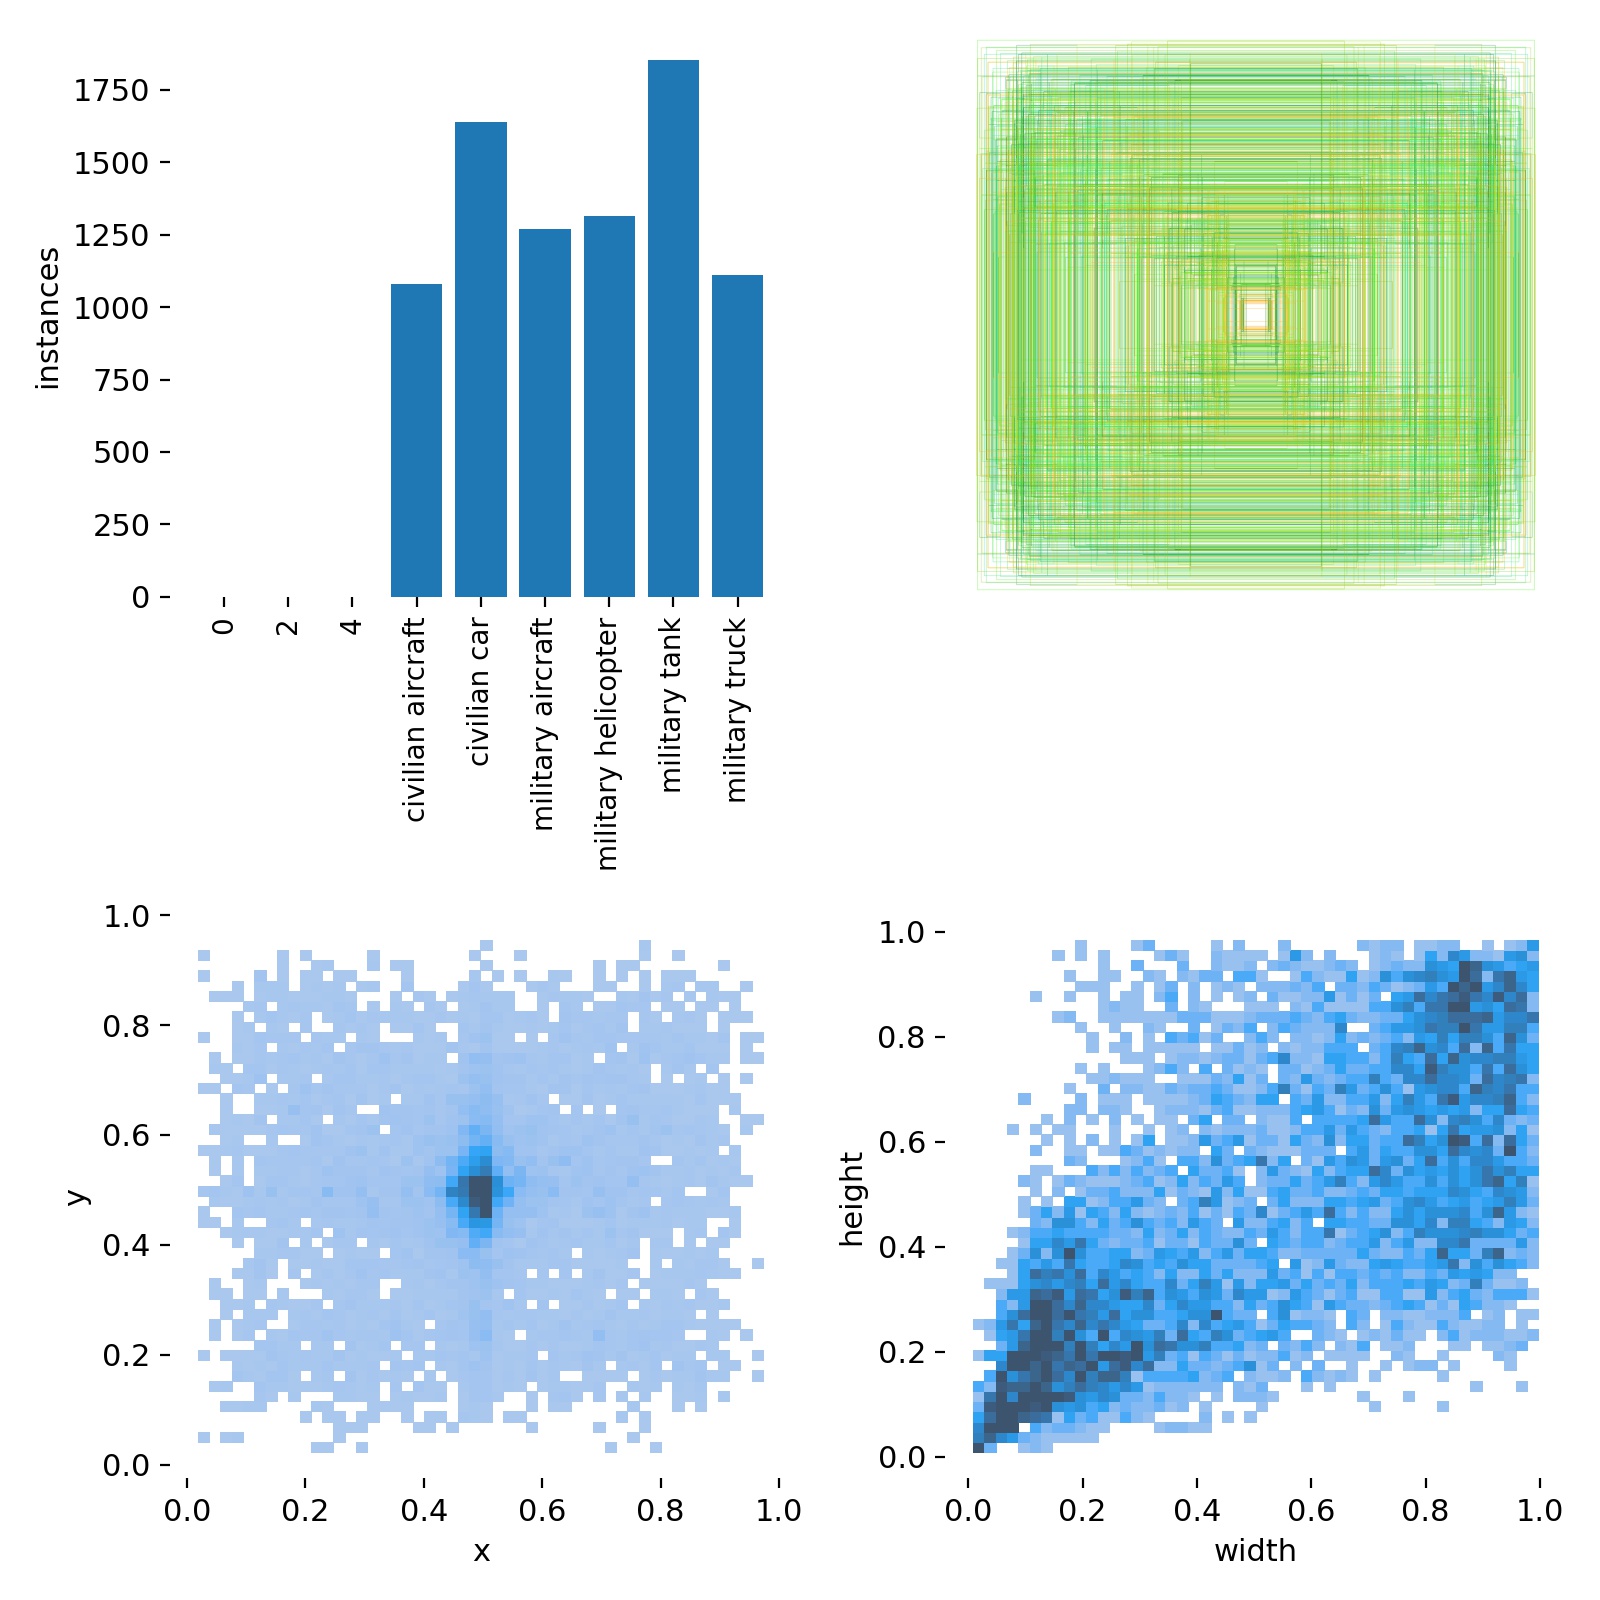 1750
1500
1250
1000
750
500
250
0
instances
0
2
4
civilian aircraft
civilian car
military aircraft
military helicopter
military tank
military truck
1.0
0.8
0.6
0.4
0.2
0.0
y
0.0 0.2 0.4 0.6 0.8 1.0
x
1.0
0.8
0.6
0.4
0.2
0.0
height
0.0 0.2 0.4 0.6 0.8 1.0
width